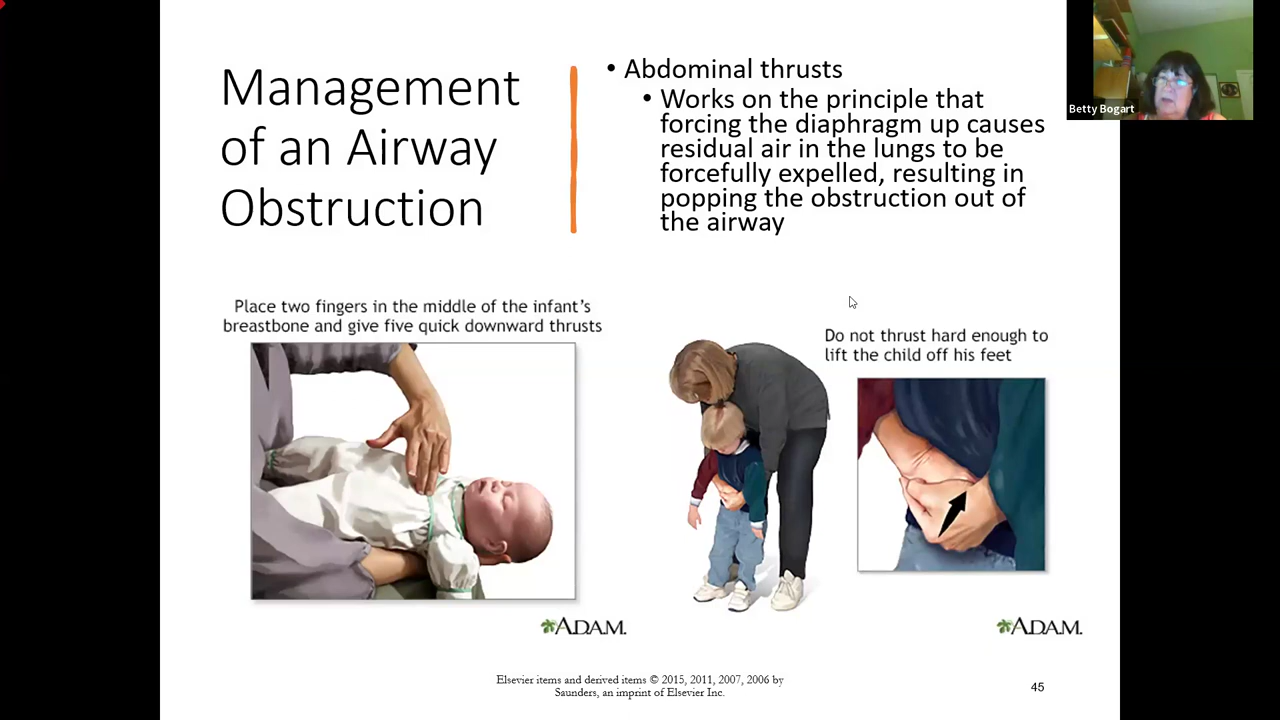 Management
of an Airway
Obstruction
• Abdominal thrusts
• Works on the principle that
forcing the diaphragm up causes
residual air in the lungs to be
forcefully expelled, resulting in
popping the obstruction out of
the airway
Betty Bogart
Place two fingers in the middle of the infant's
breastbone and give five quick downward thrusts
Do not thrust hard enough to
lift the child off his feet
A.D.A.M.
A.D.A.M.
Elsevier items and derived items © 2015, 2011, 2007, 2006 by
Saunders, an imprint of Elsevier Inc.
45